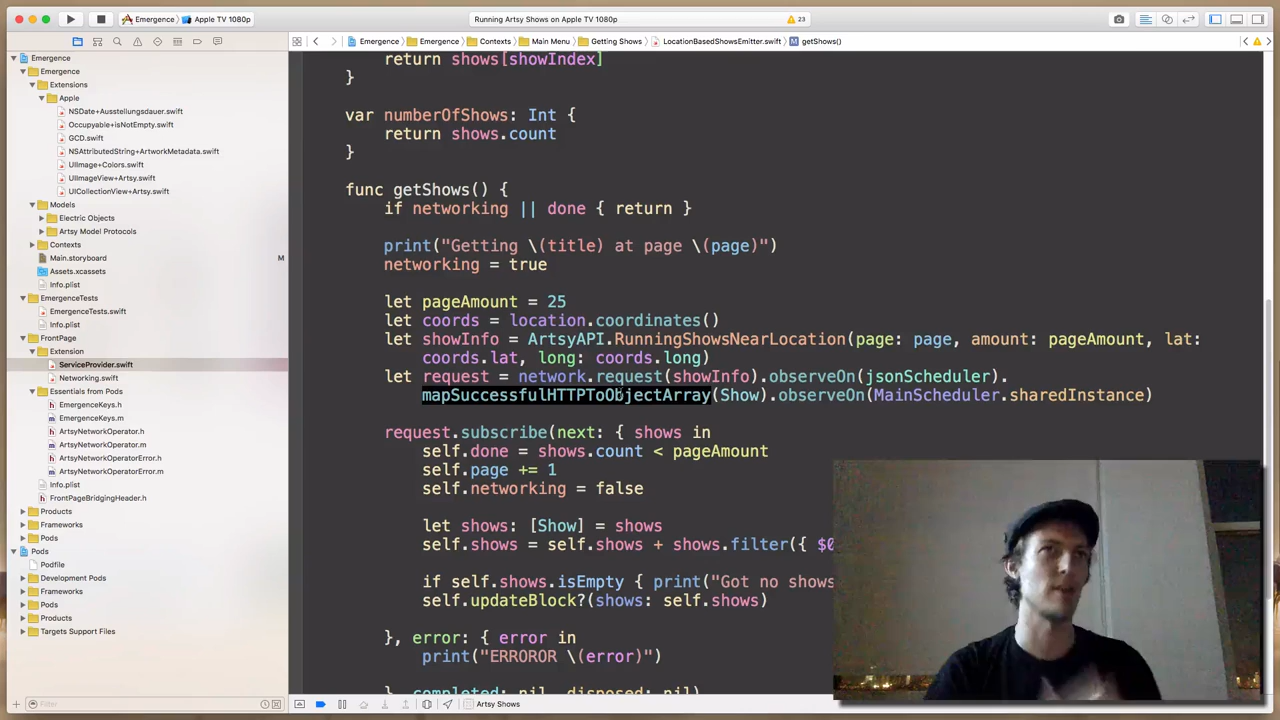 Emergence
Apple TV 1080p
Running Artsy Shows on Apple TV 1080p
23
Emergence
Emergence
Contexts
Main Menu
Getting Shows
LocationBasedShowsEmitter.swift
getShows()
Emergence
Emergence
Extensions
Apple
NSDate+Ausstellungsdauer.swift
Occupyable+isNotEmpty.swift
GCD.swift
NSAttributedString+ArtworkMetadata.swift
UIImage+Colors.swift
UIImageView+Artsy.swift
UICollectionView+Artsy.swift
Models
Electric Objects
Artsy Model Protocols
Contexts
Main.storyboard M
Assets.xcassets
Info.plist
EmergenceTests
EmergenceTests.swift
Info.plist
FrontPage
Extension
ServiceProvider.swift
Networking.swift
Essentials from Pods
EmergenceKeys.h
EmergenceKeys.m
ArtsyNetworkOperator.h
ArtsyNetworkOperator.m
ArtsyNetworkOperatorError.h
ArtsyNetworkOperatorError.m
Info.plist
FrontPageBridgingHeader.h
Products
Frameworks
Pods
Pods
Podfile
Development Pods
Frameworks
Pods
Products
Targets Support Files
Filter
return shows[showIndex]
}
var numberOfShows: Int {
return shows.count
}
func getShows() {
if networking || done { return }
print("Getting \(title) at page \(page)")
networking = true
let pageAmount = 25
let coords = location.coordinates()
let showInfo = ArtsyAPI.RunningShowsNearLocation(page: page, amount: pageAmount, lat:
coords.lat, long: coords.long)
let request = network.request(showInfo).observeOn(jsonScheduler).
mapSuccessfulHTTPToObjectArray(Show).observeOn(MainScheduler.sharedInstance)
request.subscribe(next: { shows in
self.done = shows.count < pageAmount
self.page += 1
self.networking = false
let shows: [Show] = shows
self.shows = self.shows + shows.filter({ $0
if self.shows.isEmpty { print("Got no shows
self.updateBlock?(shows: self.shows)
}, error: { error in
print("ERROROR \(error)")
}, completed: nil, disposed: nil)
Artsy Shows